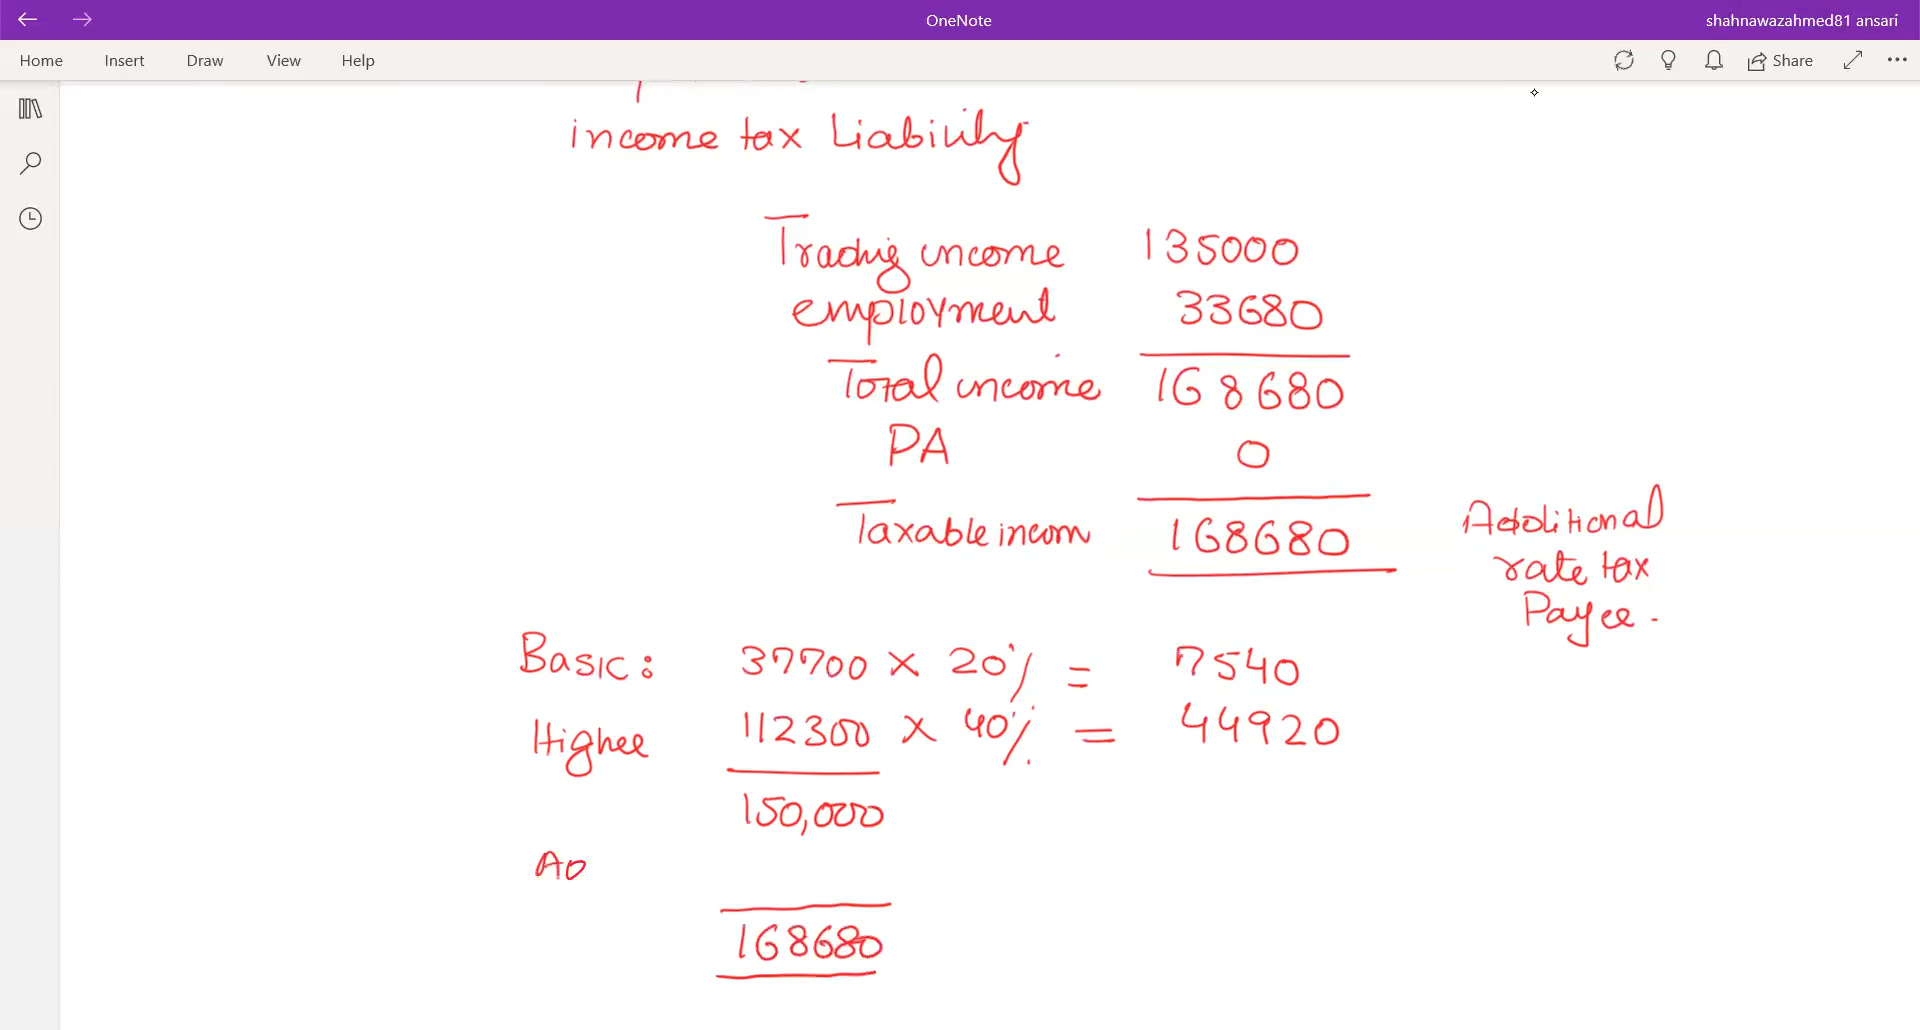 OneNote
shahnawazahmed81 ansari
Home Insert Draw View Help Share
income tax Liability
Trading income 135000
employment 33680
Total income 168680
PA 0
Taxable incom 168680
Additional
rate tax
Payee.
Basic: 37700 × 20% = 7540
Higher 112300 × 40% = 44920
150,000
AD
168680